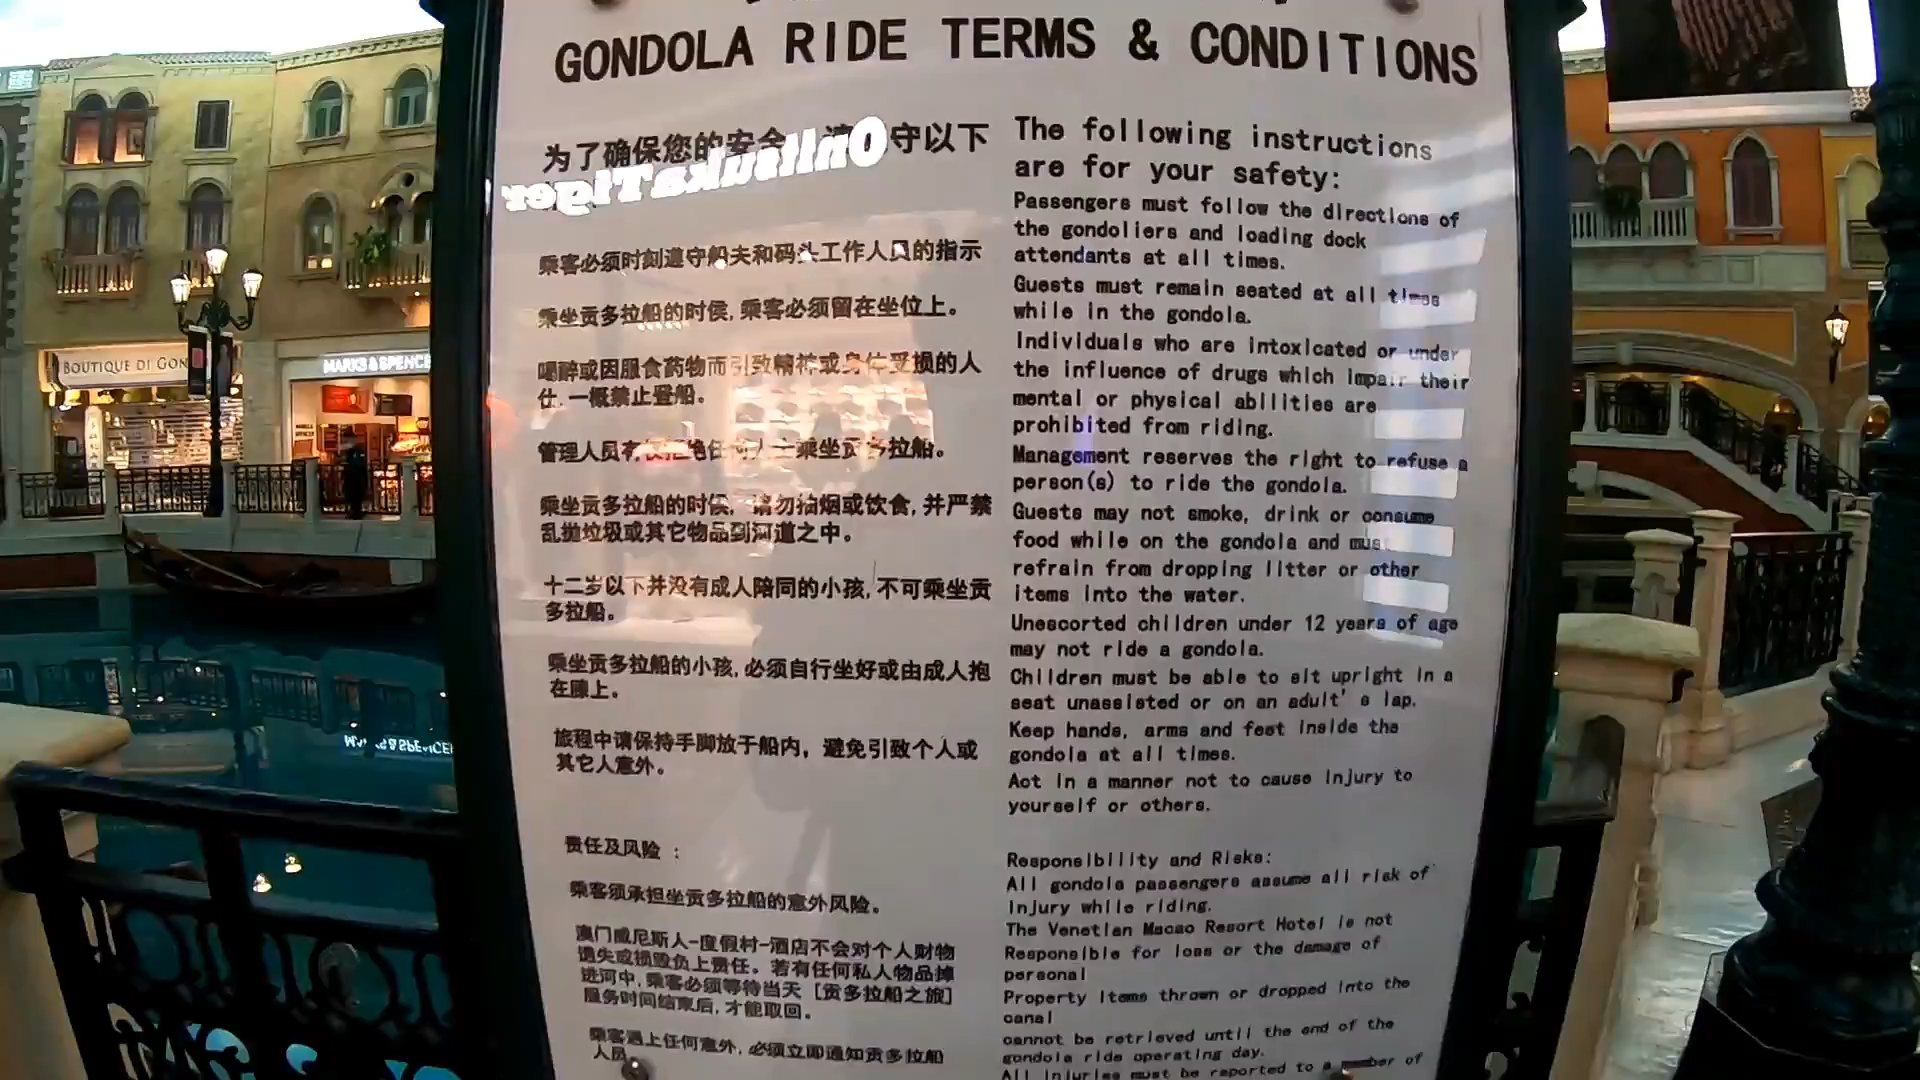 GONDOLA RIDE TERMS & CONDITIONS
为了确保您的安全 请 守以下
OnitsukaTiger
乘客必须时刻遵守船夫和码头工作人员的指示
乘坐贡多拉船的时侯,乘客必须留在坐位上。
喝醉或因服食药物而引致精神或身体受损的人
仕.一概禁止登船。
管理人员有权拒绝任何人士乘坐贡多拉船。
乘坐贡多拉船的时侯,请勿抽烟或饮食,并严禁
乱抛垃圾或其它物品到河道之中。
十二岁以下并没有成人陪同的小孩,不可乘坐贡
多拉船。
乘坐贡多拉船的小孩,必须自行坐好或由成人抱
在膝上。
旅程中请保持手脚放于船内，避免引致个人或
其它人意外。
责任及风险：
乘客须承担坐贡多拉船的意外风险。
澳门威尼斯人-度假村-酒店不会对个人财物
遗失或损毁负上责任。若有任何私人物品掉
进河中,乘客必须等待当天［贡多拉船之旅］
服务时间结束后,才能取回。
乘客遇上任何意外,必须立即通知贡多拉船
人员
The following instructions
are for your safety:
Passengers must follow the directions of
the gondoliers and loading dock
attendants at all times.
Guests must remain seated at all times
while in the gondola.
Individuals who are intoxicated or under
the influence of drugs which impair their
mental or physical abilities are
prohibited from riding.
Management reserves the right to refuse a
person(s) to ride the gondola.
Guests may not smoke, drink or consume
food while on the gondola and must
refrain from dropping litter or other
items into the water.
Unescorted children under 12 years of age
may not ride a gondola.
Children must be able to sit upright in a
seat unassisted or on an adult's lap.
Keep hands, arms and feet inside the
gondola at all times.
Act in a manner not to cause injury to
yourself or others.
Responsibility and Risks:
All gondola passengers assume all risk of
injury while riding.
The Venetian Macao Resort Hotel is not
Responsible for loss or the damage of
personal
Property Items thrown or dropped into the
canal
cannot be retrieved until the end of the
gondola ride operating day.
All injuries must be reported to a member of
BOUTIQUE DI GON
MARKS & SPENCE